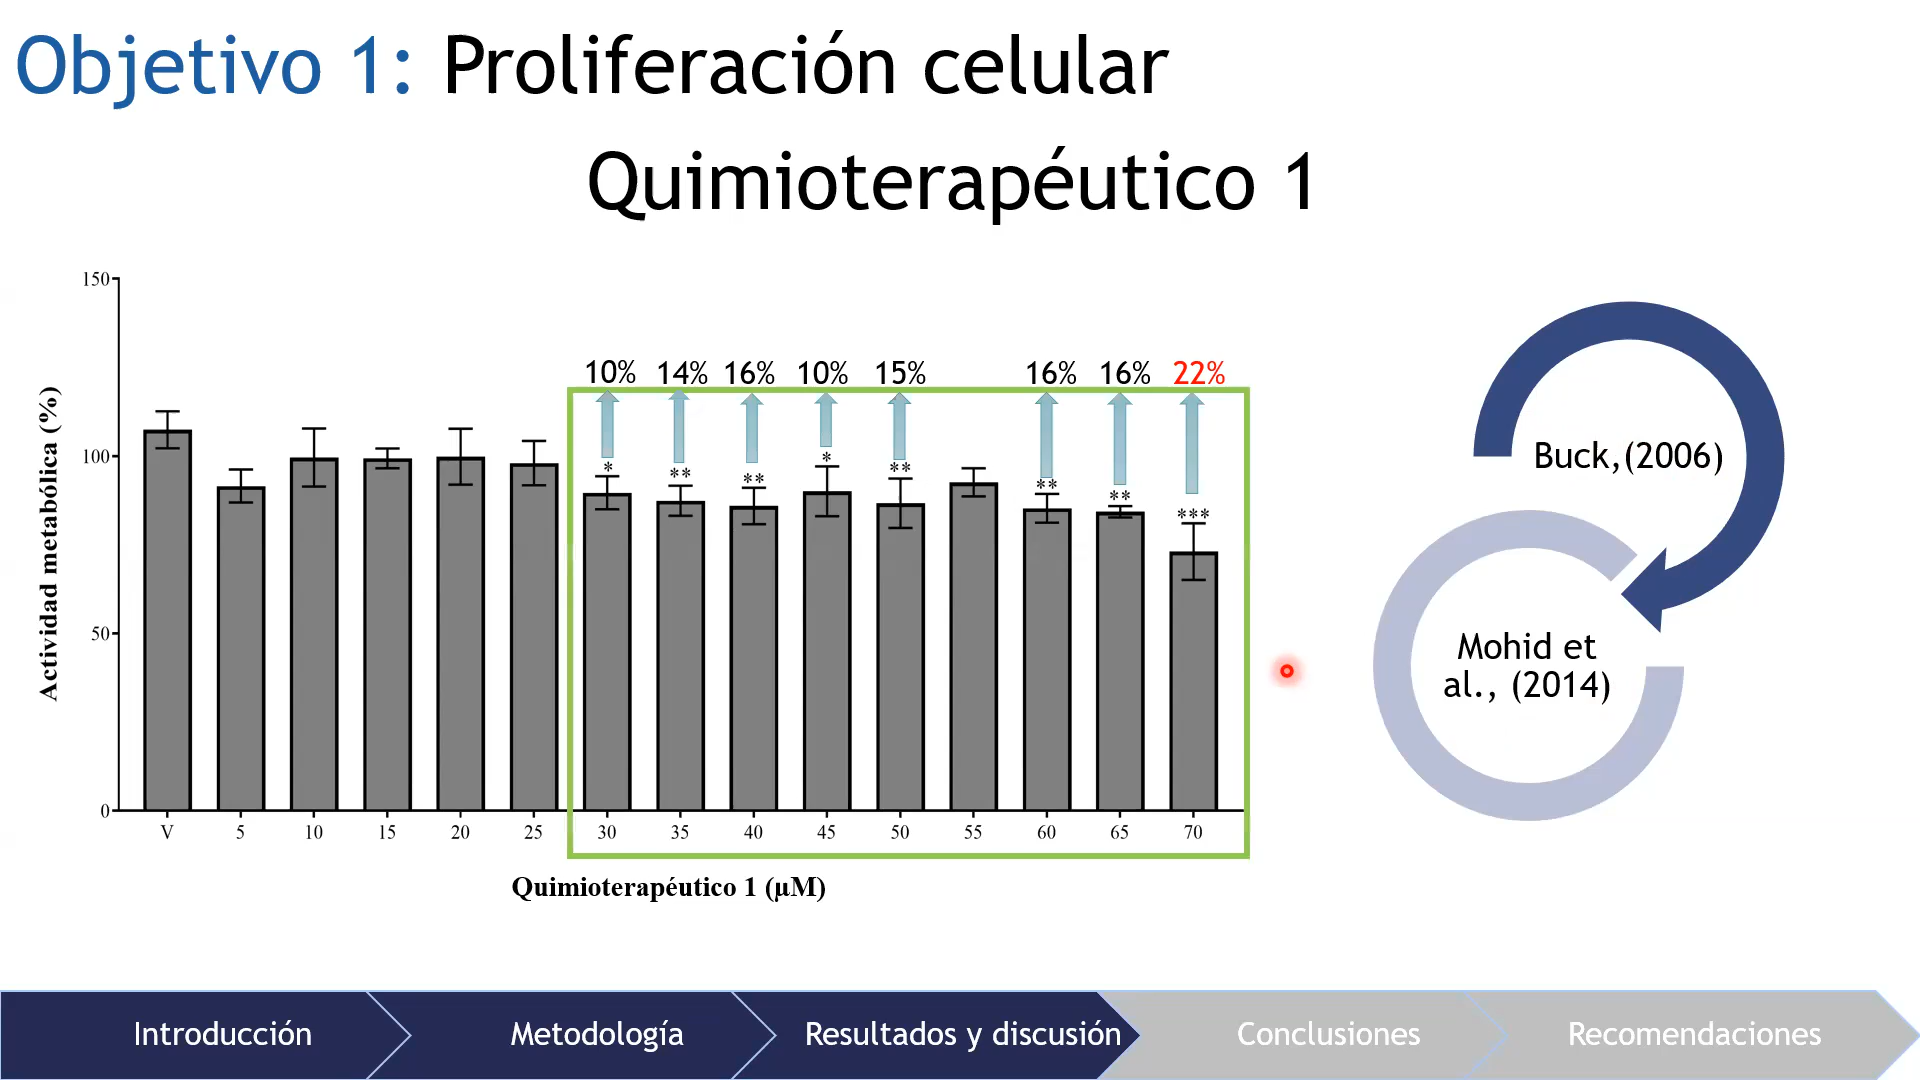 Objetivo 1: Proliferación celular
Quimioterapéutico 1
150
100
50
0
Actividad metabólica (%)
10% 14% 16% 10% 15% 16% 16% 22%
* ** ** * ** ** ** ***
V 5 10 15 20 25 30 35 40 45 50 55 60 65 70
Quimioterapéutico 1 (µM)
Buck,(2006)
Mohid et
al., (2014)
Introducción Metodología Resultados y discusión Conclusiones Recomendaciones